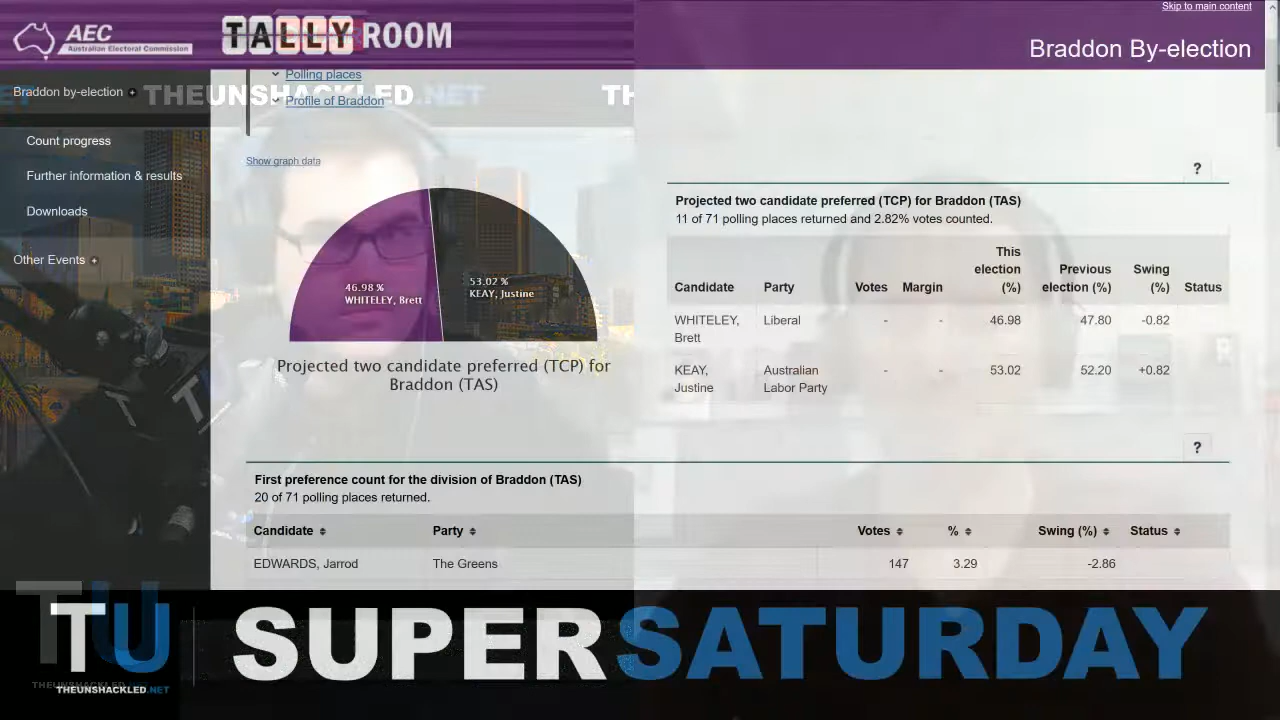 Skip to main content
AEC
Australian Electoral Commission
TALLY ROOM
Braddon By-election
Braddon by-election
Count progress
Further information & results
Downloads
Other Events
THEUNSHACKLED.NET
TH
Polling places
Profile of Braddon
Show graph data
46.98 %
WHITELEY, Brett
53.02 %
KEAY, Justine
Projected two candidate preferred (TCP) for
Braddon (TAS)
?
Projected two candidate preferred (TCP) for Braddon (TAS)
11 of 71 polling places returned and 2.82% votes counted.
Candidate Party Votes Margin This election (%) Previous election (%) Swing (%) Status
WHITELEY, Brett Liberal - - 46.98 47.80 -0.82
KEAY, Justine Australian Labor Party - - 53.02 52.20 +0.82
?
First preference count for the division of Braddon (TAS)
20 of 71 polling places returned.
Candidate Party Votes % Swing (%) Status
EDWARDS, Jarrod The Greens 147 3.29 -2.86
TU
THEUNSHACKLED.NET
SUPERSATURDAY